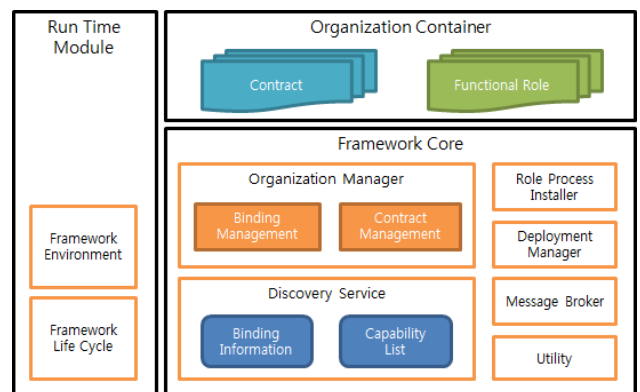 Run Time
Module
Framework
Environment
Framework
Life Cycle
Organization Container
Contract
Functional Role
Framework Core
Organization Manager
Binding
Management
Contract
Management
Discovery Service
Binding
Information
Capability
List
Role Process
Installer
Deployment
Manager
Message Broker
Utility